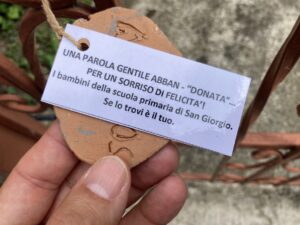 UNA PAROLA GENTILE ABBAN - "DONATA"...
PER UN SORRISO DI FELICITA'!
I bambini della scuola primaria di San Giorgio.
Se lo trovi è il tuo.